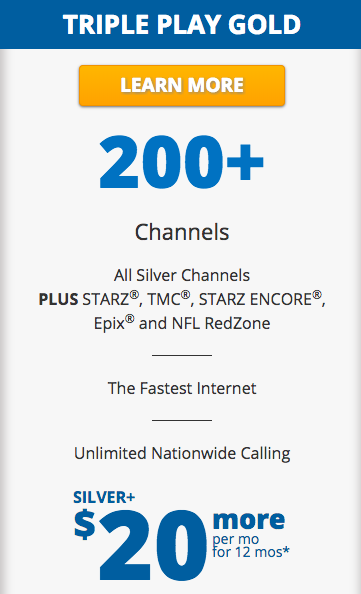 TRIPLE PLAY GOLD
LEARN MORE
200+
Channels
All Silver Channels
PLUS STARZ®, TMC®, STARZ ENCORE®,
Epix® and NFL RedZone
The Fastest Internet
Unlimited Nationwide Calling
SILVER+
$20 more
per mo
for 12 mos*